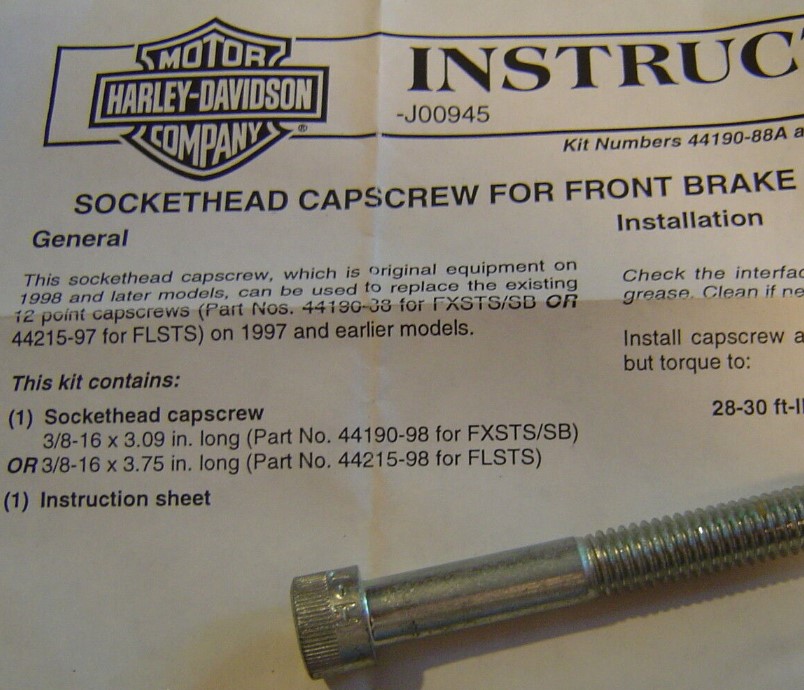 MOTOR
HARLEY-DAVIDSON
COMPANY
®
INSTRUC
-J00945
Kit Numbers 44190-88A a
SOCKETHEAD CAPSCREW FOR FRONT BRAKE
General
This sockethead capscrew, which is original equipment on
1998 and later models, can be used to replace the existing
12 point capscrews (Part Nos. 44190-88 for FXSTS/SB OR
44215-97 for FLSTS) on 1997 and earlier models.
This kit contains:
(1) Sockethead capscrew
3/8-16 x 3.09 in. long (Part No. 44190-98 for FXSTS/SB)
OR 3/8-16 x 3.75 in. long (Part No. 44215-98 for FLSTS)
(1) Instruction sheet
Installation
Check the interfac
grease. Clean if ne
Install capscrew a
but torque to:
28-30 ft-l